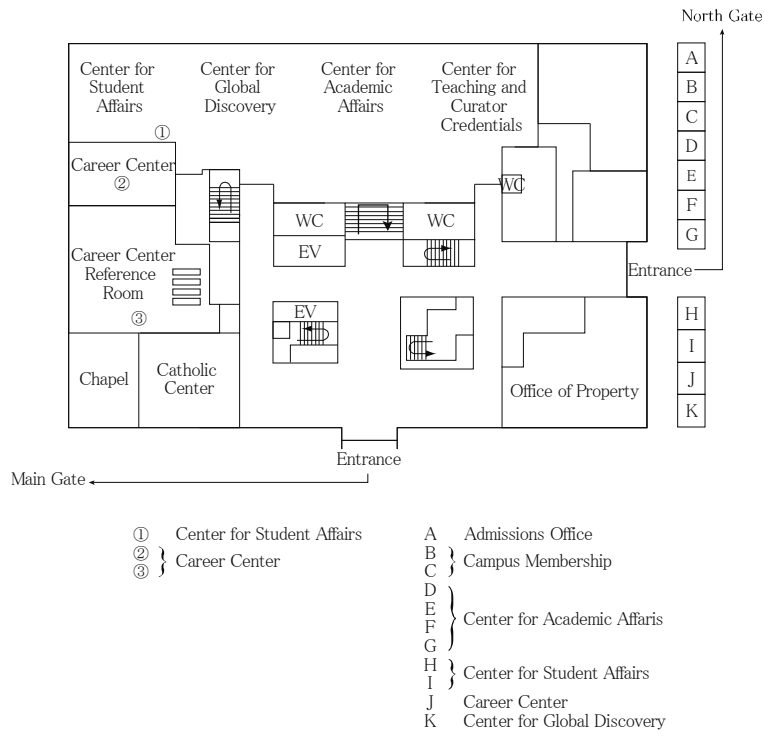 North Gate
Center for
Student
Affairs
①
Center for
Global
Discovery
Center for
Academic
Affairs
Center for
Teaching and
Curator
Credentials
A
B
C
D
E
F
G
Career Center
②
WC
WC
WC
EV
Career Center
Reference
Room
③
Entrance
EV
H
I
J
K
Chapel
Catholic
Center
Office of Property
Entrance
Main Gate
① Center for Student Affairs
②
③
Career Center
A Admissions Office
B
C
Campus Membership
D
E
F
G
Center for Academic Affaris
H
I
Center for Student Affairs
J Career Center
K Center for Global Discovery